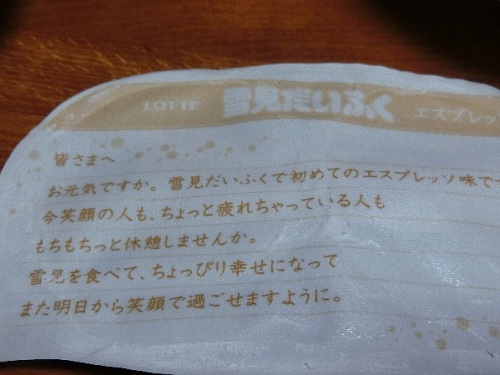 LOTTE 雪見だいふく エスプレッ
皆さまへ
お元気ですか。雪見だいふくで初めてのエスプレッソ味で
今笑顔の人も、ちょっと疲れちゃっている人も
もちもちっと休憩しませんか。
雪見を食べて、ちょっぴり幸せになって
また明日から笑顔で過ごせますように。